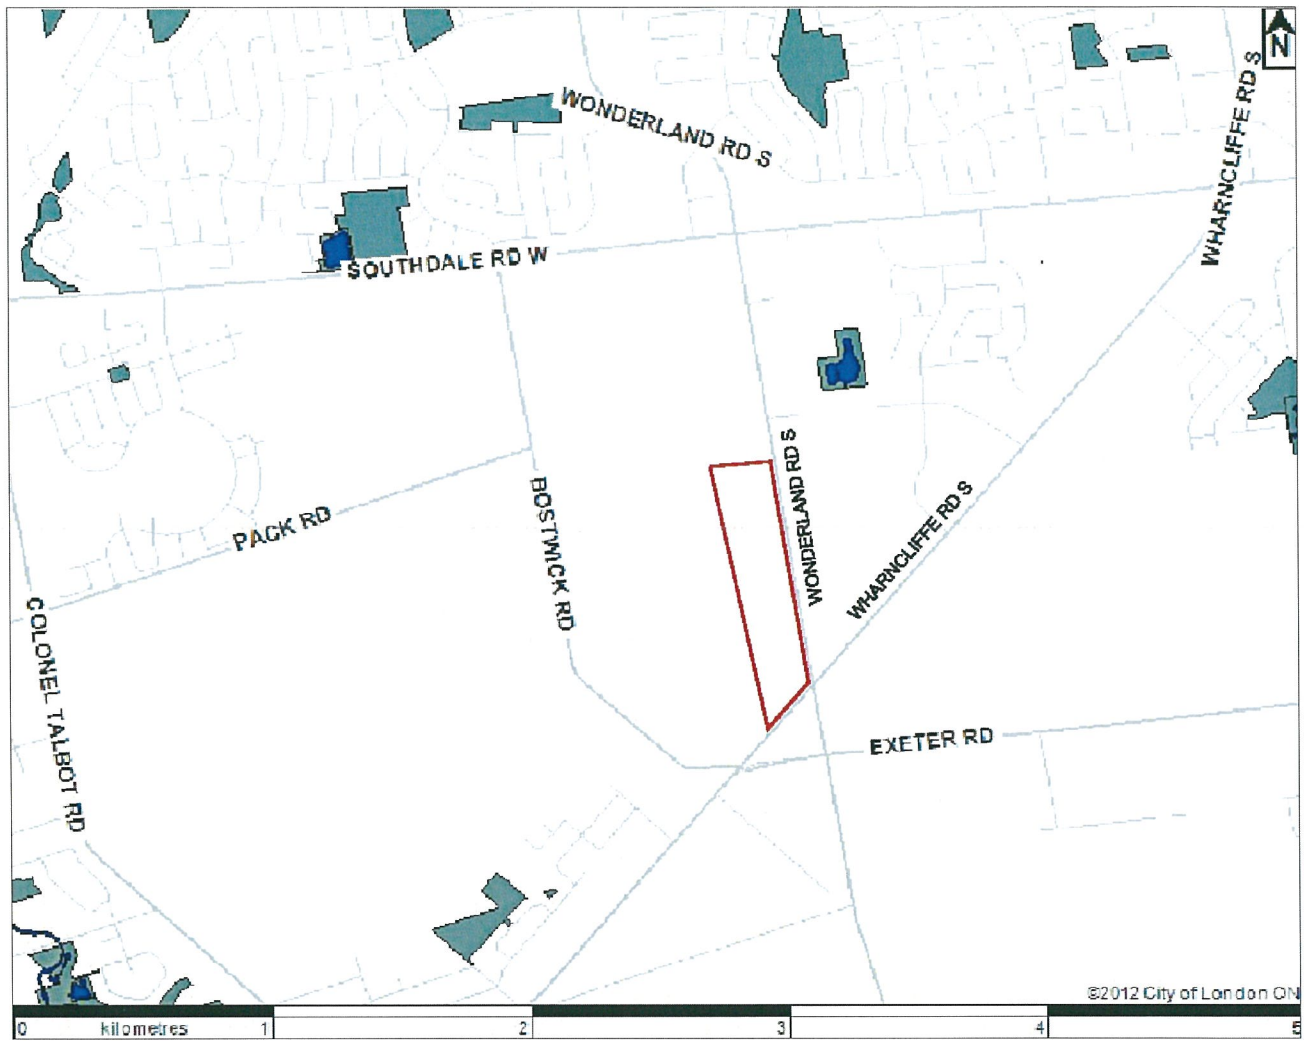 N
WONDERLAND RD S
WHARNCLIFFE RD S
SOUTHDALE RD W
WONDERLAND RD S
BOSTWICK RD
PACK RD
WHARNCLIFFE RD S
COLONEL TALBOT RD
EXETER RD
©2012 City of London ON
0 kilometres 1 2 3 4 5